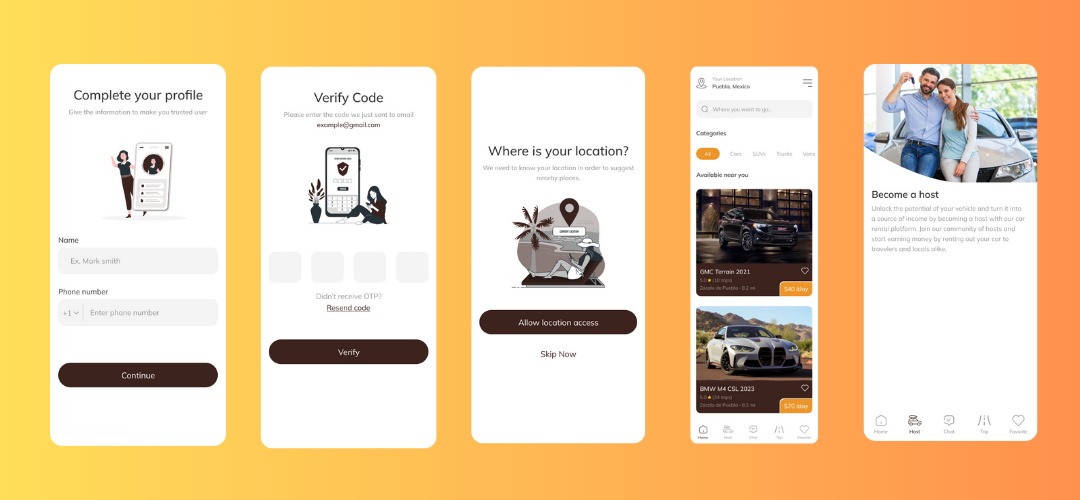 Complete your profile
Give the information to make you trusted user
Name
Ex. Mark smith
Phone number
+1
Enter phone number
Continue
Verify Code
Please enter the code we just sent to email
example@gmail.com
Didn't receive OTP?
Resend code
Verify
Where is your location?
We need to know your location in order to suggest
nearby places.
CURRENT LOCATION
Allow location access
Skip Now
Your Location
Puebla, Mexico
Where you want to go..
Categories
All Cars SUVs Trucks Vans
Available near you
GMC Terrain 2021
5.0
Zócalo de Puebla - 8.2 mi
$40 /day
BMW M4 CSL 2023
5.0 (34 trips)
Zócalo de Puebla - 8.2 mi
$70 /day
Home Host Chat Trip Favorite
Become a host
Unlock the potential of your vehicle and turn it into
a source of income by becoming a host with our car
rental platform. Join our community of hosts and
start earning money by renting out your car to
travelers and locals alike.
Home Host Chat Trip Favorite